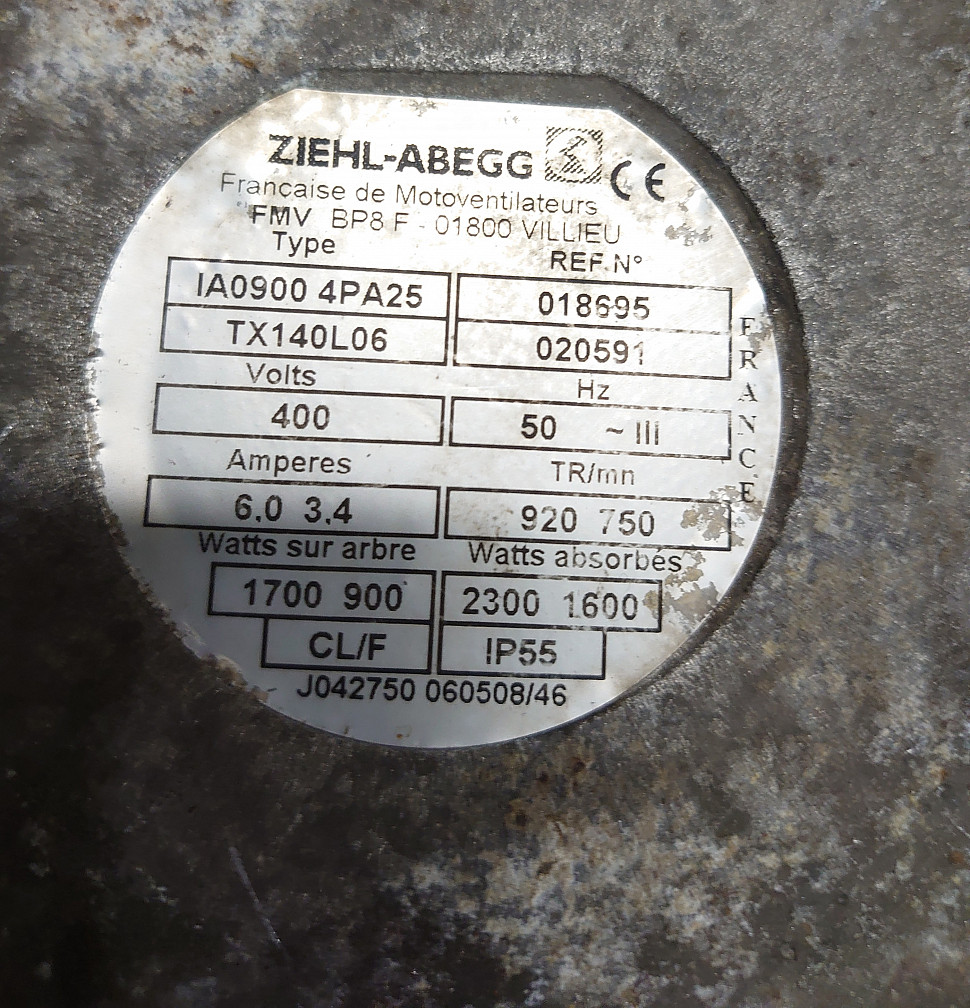 ZIEHL-ABEGG CE
Française de Motoventilateurs
FMV BP8 F - 01800 VILLIEU
Type REF.N°
IA0900 4PA25 018695
TX140L06 020591
Volts Hz
400 50 ~ III
Amperes TR/mn
6,0 3,4 920 750
Watts sur arbre Watts absorbés
1700 900 2300 1600
CL/F IP55
J042750 060508/46
FRANCE